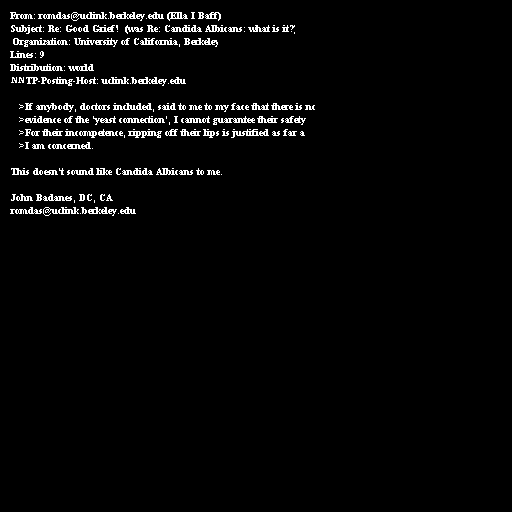 From: romdas@uclink.berkeley.edu (Ella I Baff)
Subject: Re: Good Grief! (was Re: Candida Albicans: what is it?)
Organization: University of California, Berkeley
Lines: 9
Distribution: world
NNTP-Posting-Host: uclink.berkeley.edu
>If anybody, doctors included, said to me to my face that there is no
>evidence of the 'yeast connection', I cannot guarantee their safety
>For their incompetence, ripping off their lips is justified as far a
>I am concerned.
This doesn't sound like Candida Albicans to me.
John Badanes, DC, CA
romdas@uclink.berkeley.edu